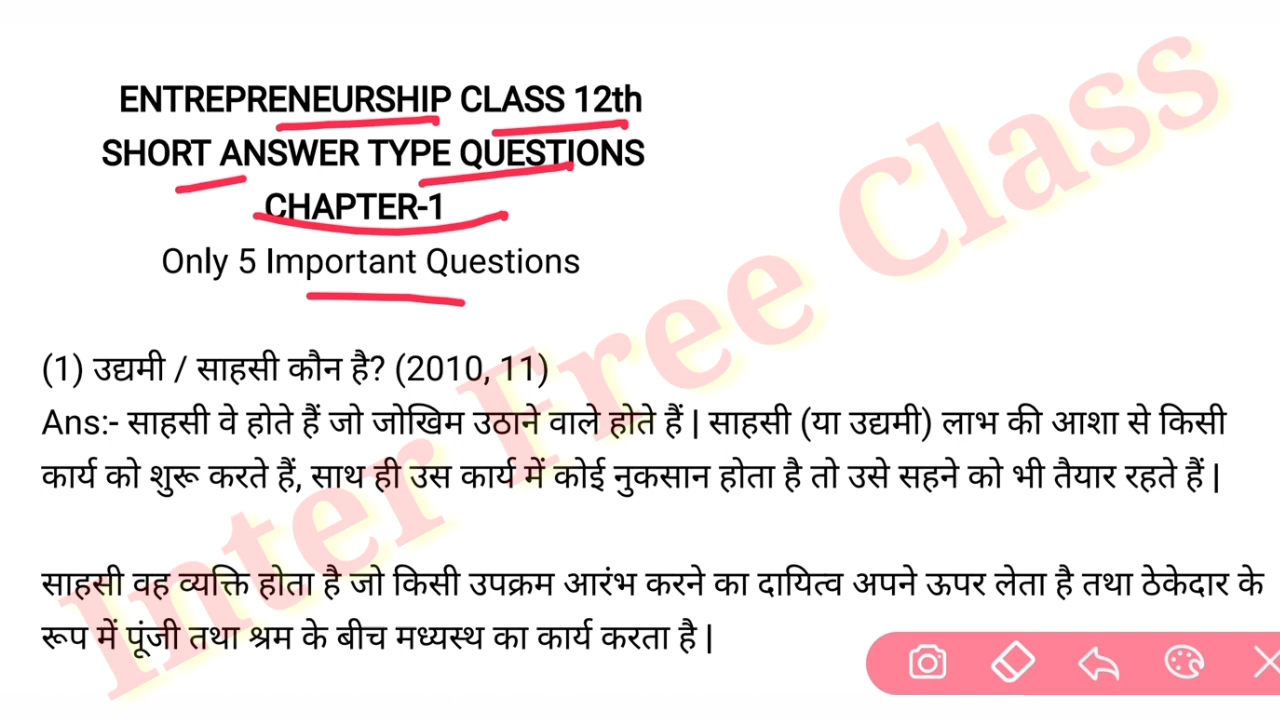 ENTREPRENEURSHIP CLASS 12th
SHORT ANSWER TYPE QUESTIONS
CHAPTER-1
Only 5 Important Questions
(1) उद्यमी / साहसी कौन है? (2010, 11)
Ans:- साहसी वे होते हैं जो जोखिम उठाने वाले होते हैं | साहसी (या उद्यमी) लाभ की आशा से किसी
कार्य को शुरू करते हैं, साथ ही उस कार्य में कोई नुकसान होता है तो उसे सहने को भी तैयार रहते हैं |
साहसी वह व्यक्ति होता है जो किसी उपक्रम आरंभ करने का दायित्व अपने ऊपर लेता है तथा ठेकेदार के
रूप में पूंजी तथा श्रम के बीच मध्यस्थ का कार्य करता है |
Inter Free Class